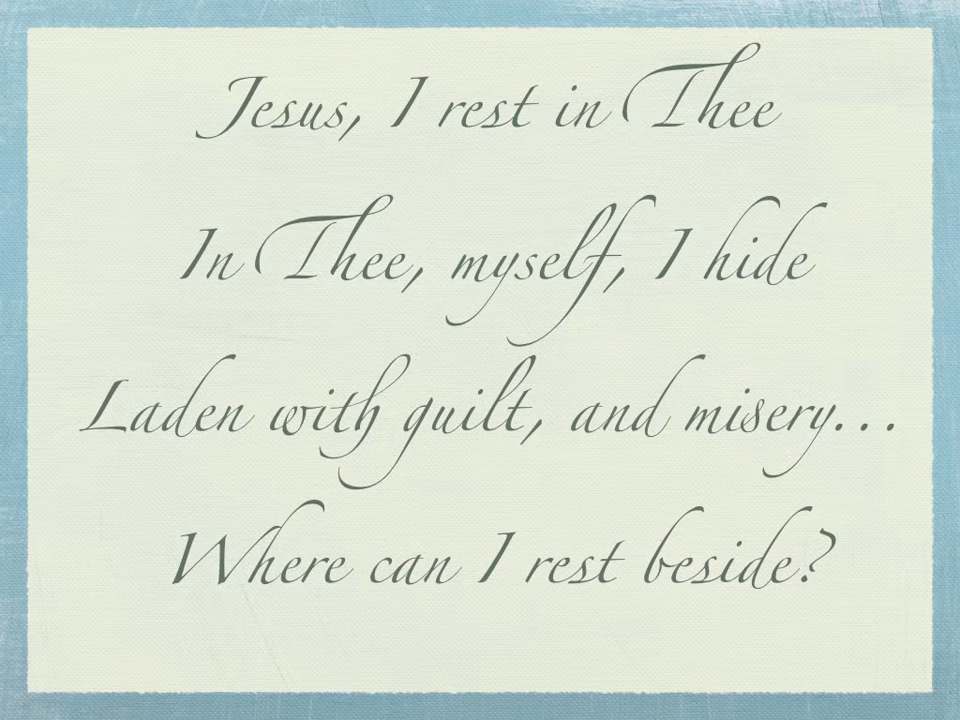 Jesus, I rest in Thee
In Thee, myself, I hide
Laden with guilt, and misery...
Where can I rest beside?